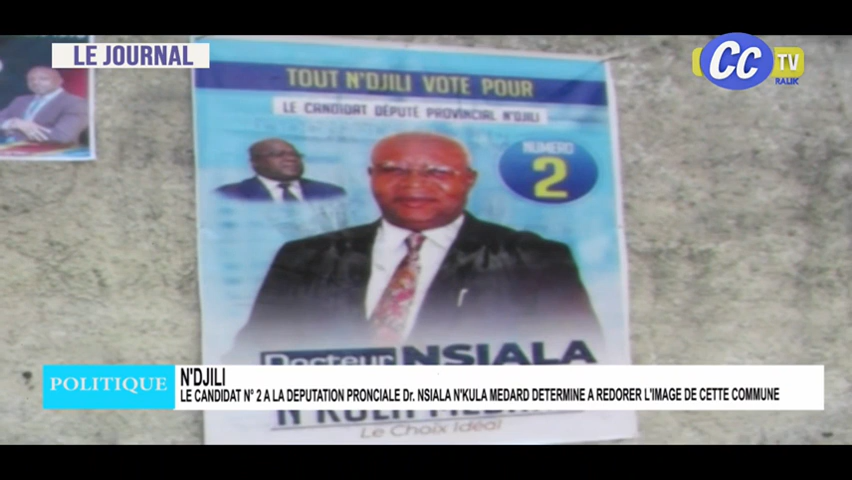 LE JOURNAL
CC TV
RALIK
TOUT N'DJILI VOTE POUR
LE CANDIDAT DÉPUTÉ PROVINCIAL N'DJILI
NUMERO
2
Docteur NSIALA
N'KULA
Le Choix Idéal
POLITIQUE
N'DJILI
LE CANDIDAT N° 2 A LA DEPUTATION PRONCIALE Dr. NSIALA N'KULA MEDARD DETERMINE A REDORER L'IMAGE DE CETTE COMMUNE